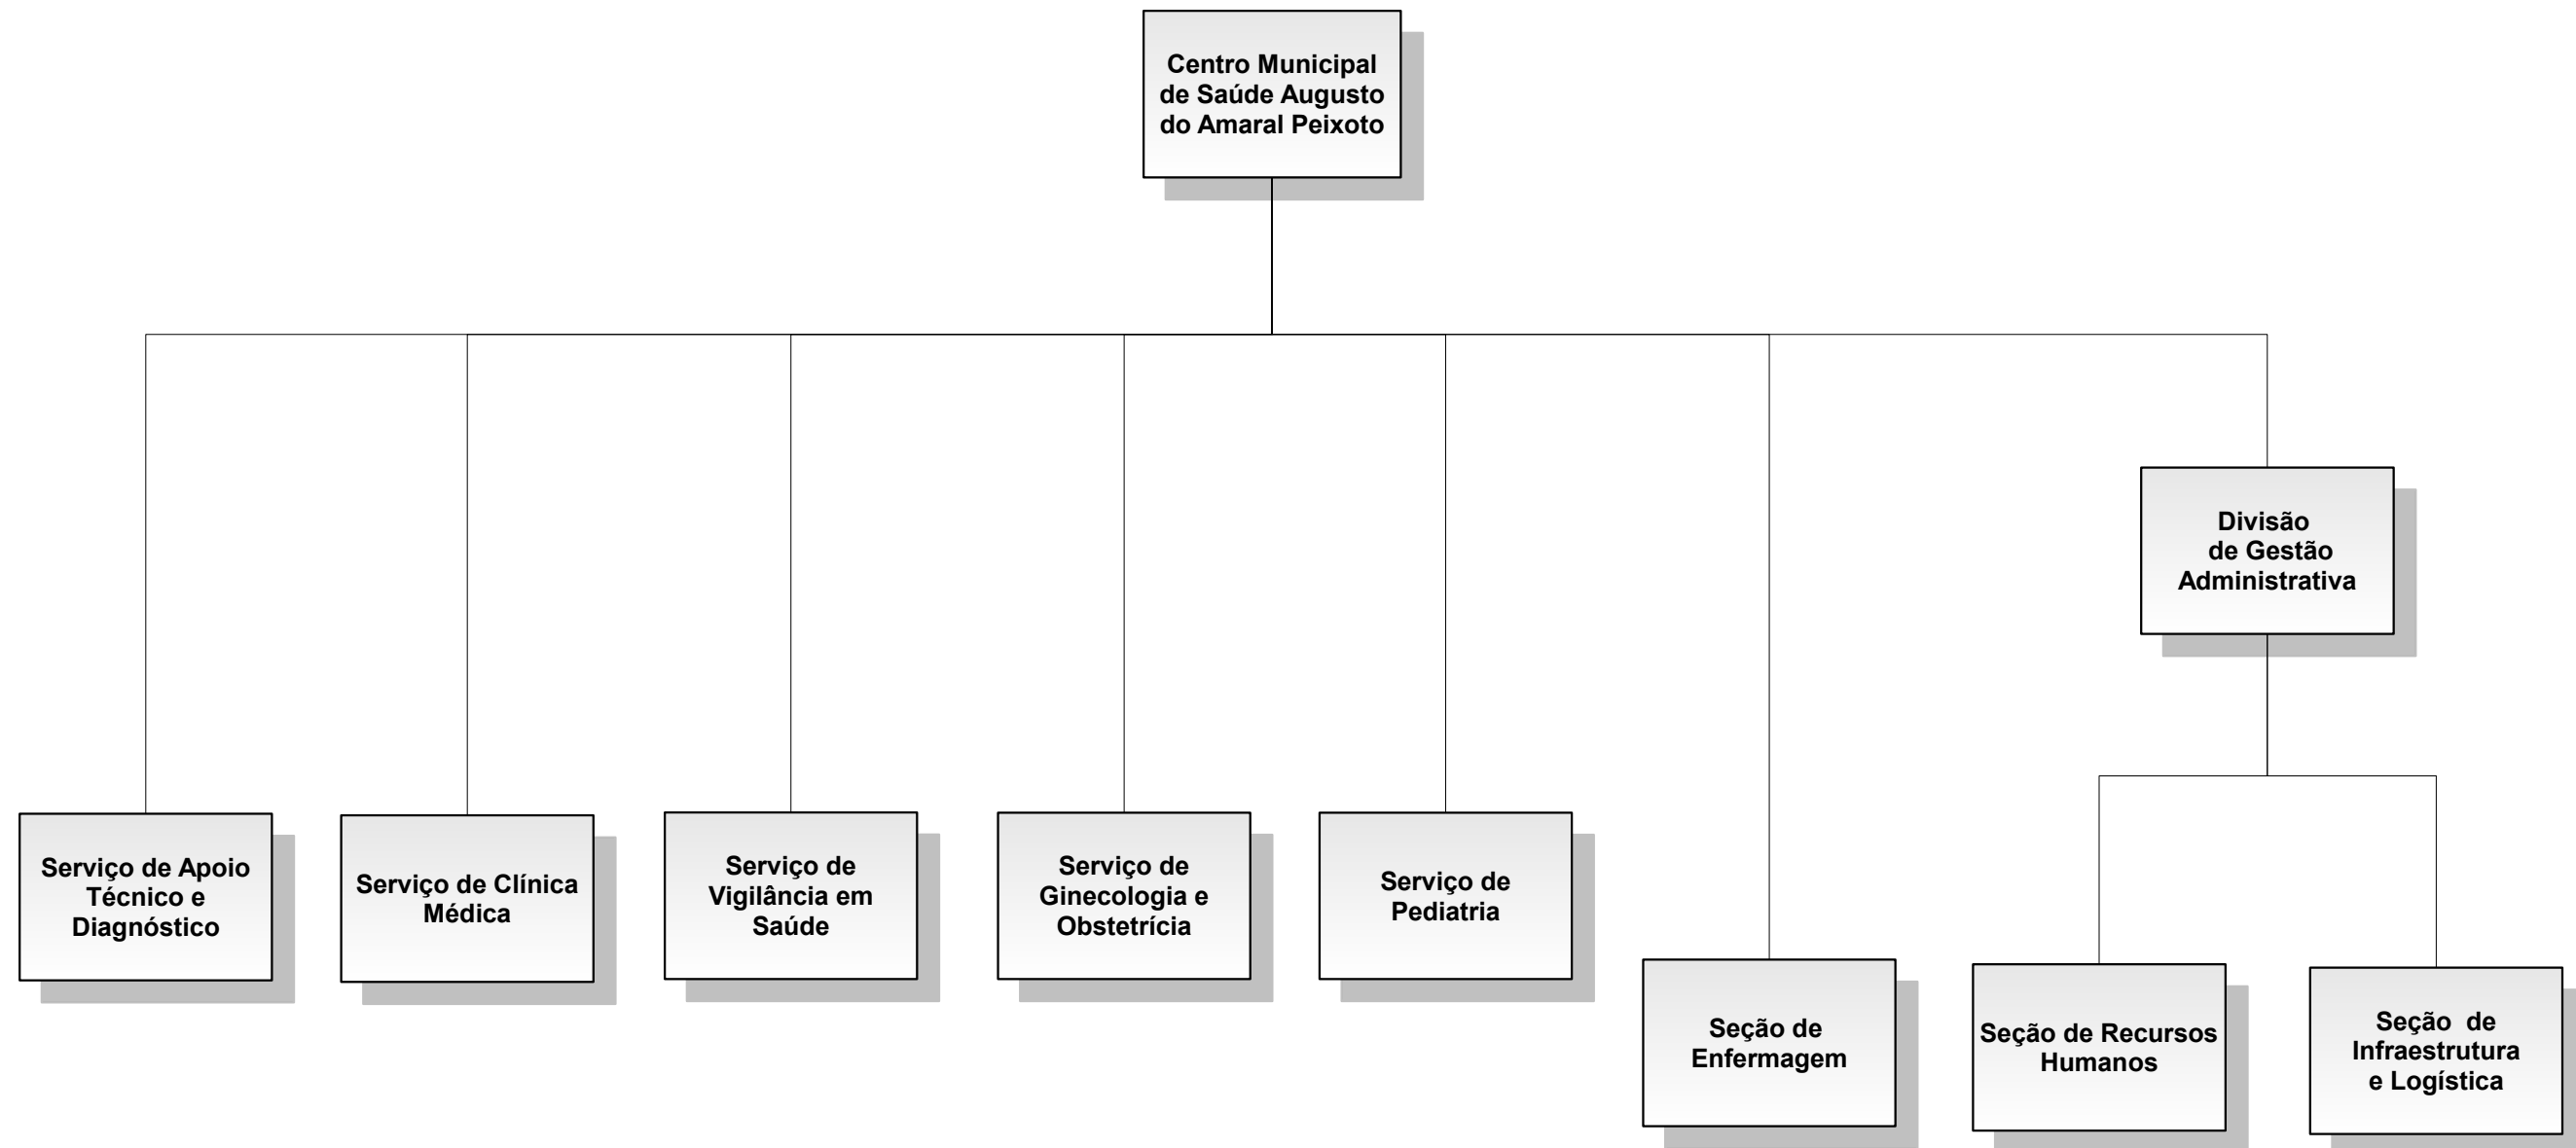 Centro Municipal
de Saúde Augusto
do Amaral Peixoto
Divisão
de Gestão
Administrativa
Serviço de Apoio
Técnico e
Diagnóstico
Serviço de Clínica
Médica
Serviço de
Vigilância em
Saúde
Serviço de
Ginecologia e
Obstetrícia
Serviço de
Pediatria
Seção de
Enfermagem
Seção de Recursos
Humanos
Seção  de
Infraestrutura
e Logística